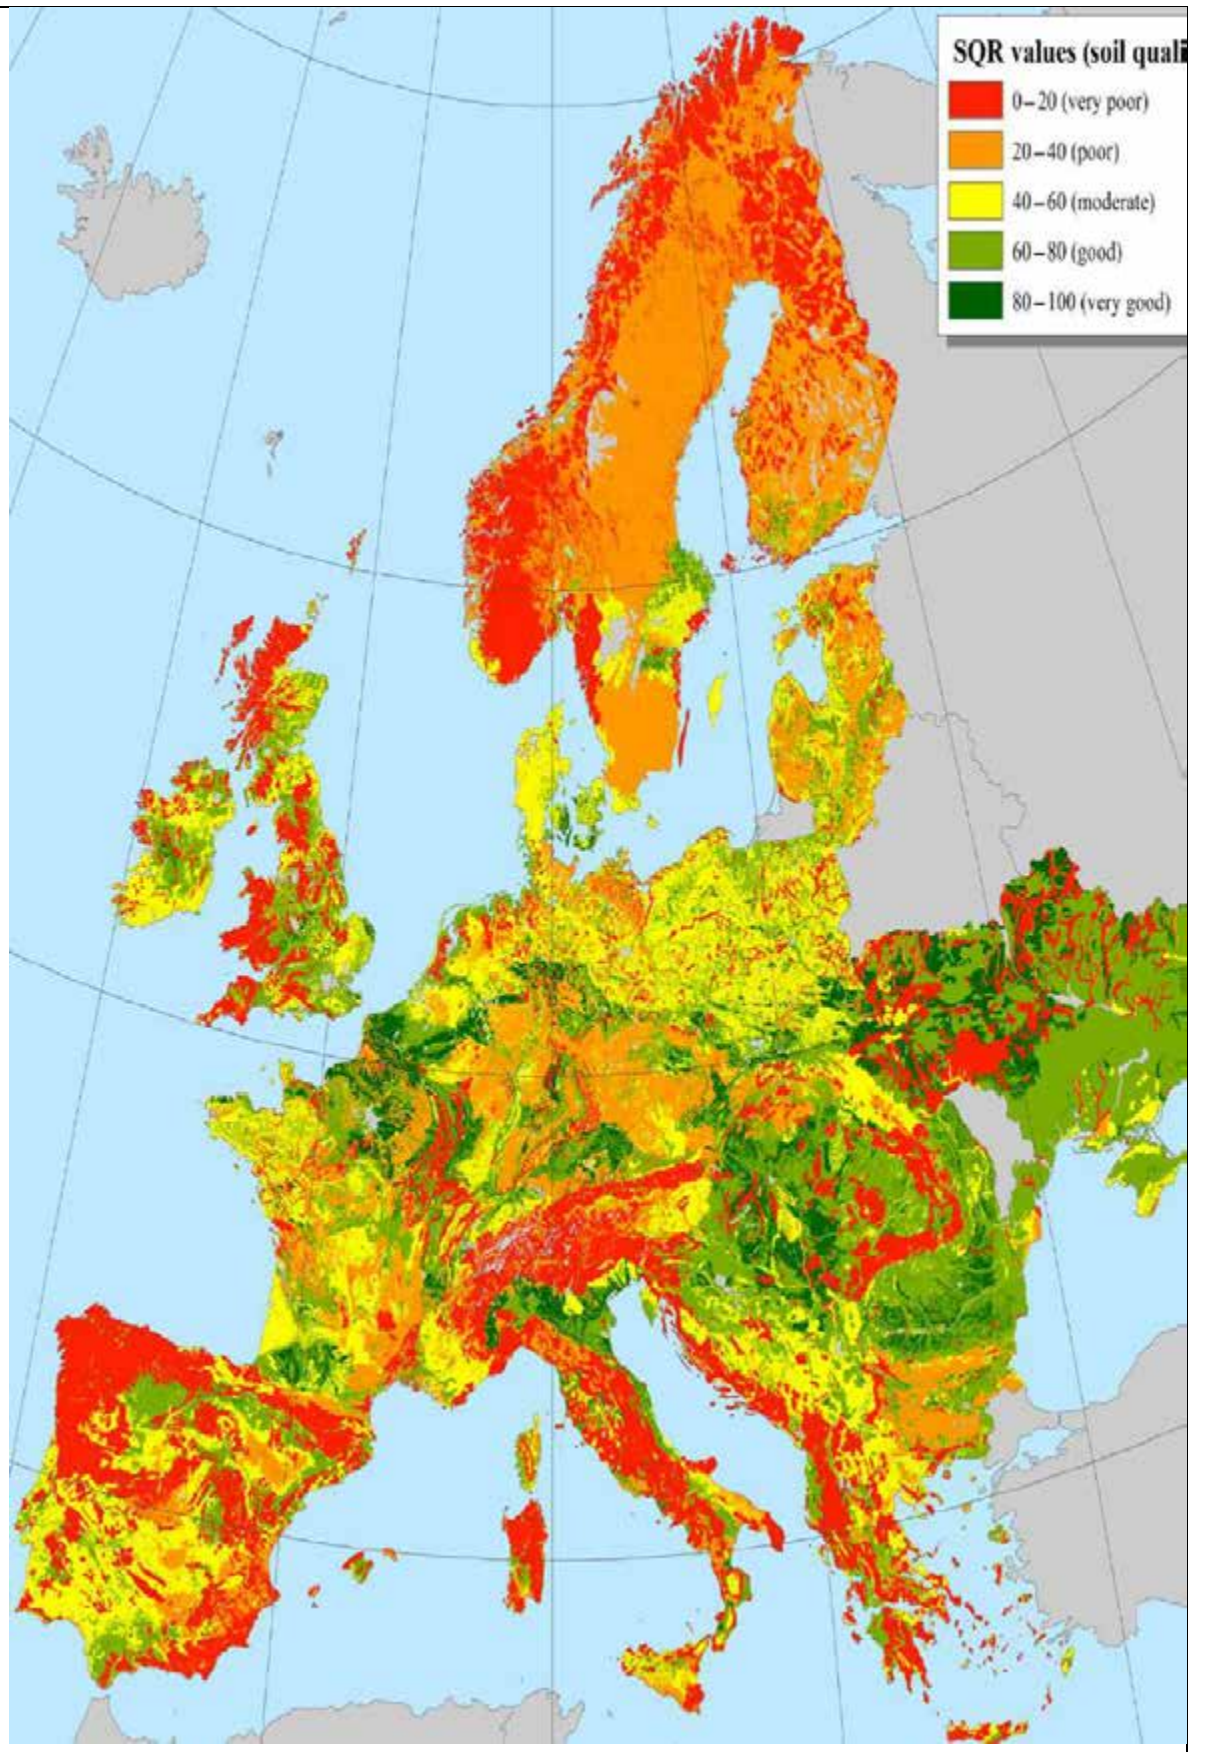 SQR values (soil quali
0–20 (very poor)
20–40 (poor)
40–60 (moderate)
60–80 (good)
80–100 (very good)